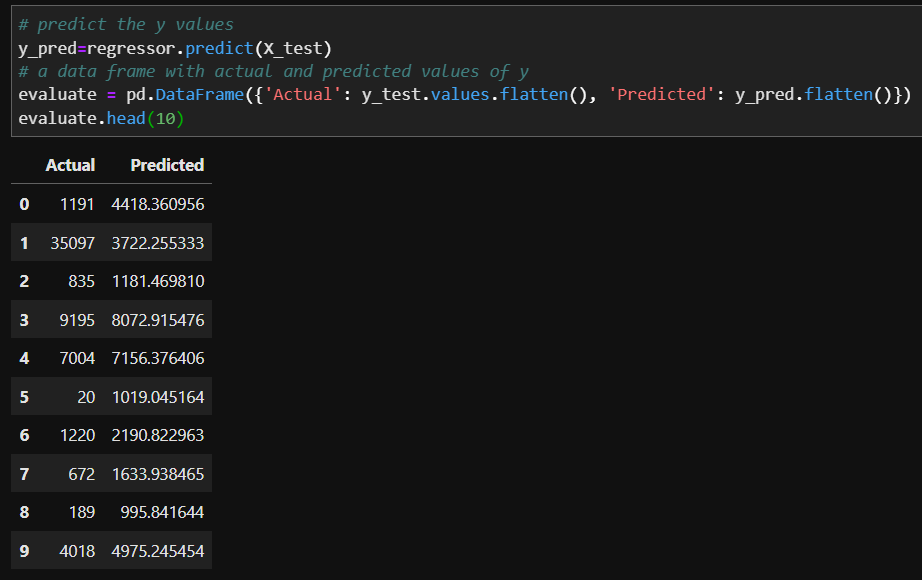 # predict the y values
y_pred=regressor.predict(X_test)
# a data frame with actual and predicted values of y
evaluate = pd.DataFrame({'Actual': y_test.values.flatten(), 'Predicted': y_pred.flatten()})
evaluate.head(10)
Actual Predicted
0 1191 4418.360956
1 35097 3722.255333
2 835 1181.469810
3 9195 8072.915476
4 7004 7156.376406
5 20 1019.045164
6 1220 2190.822963
7 672 1633.938465
8 189 995.841644
9 4018 4975.245454